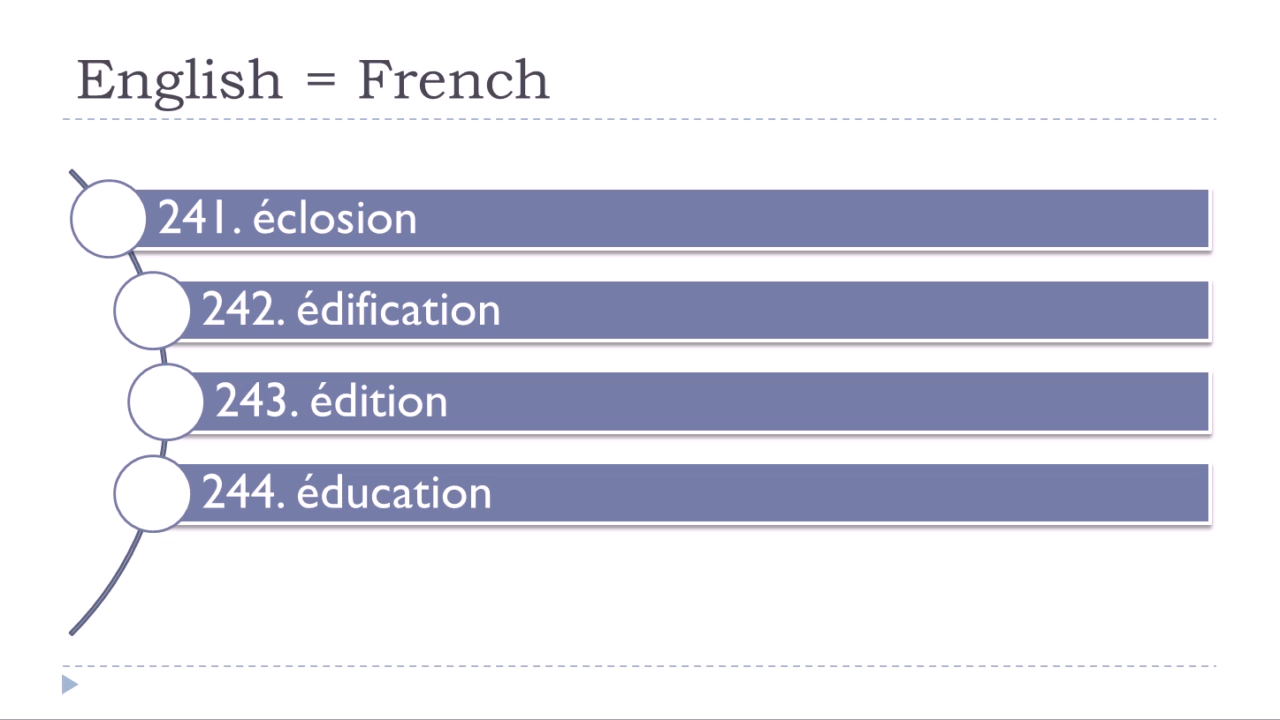 English = French
241. éclosion
242. édification
243. édition
244. éducation